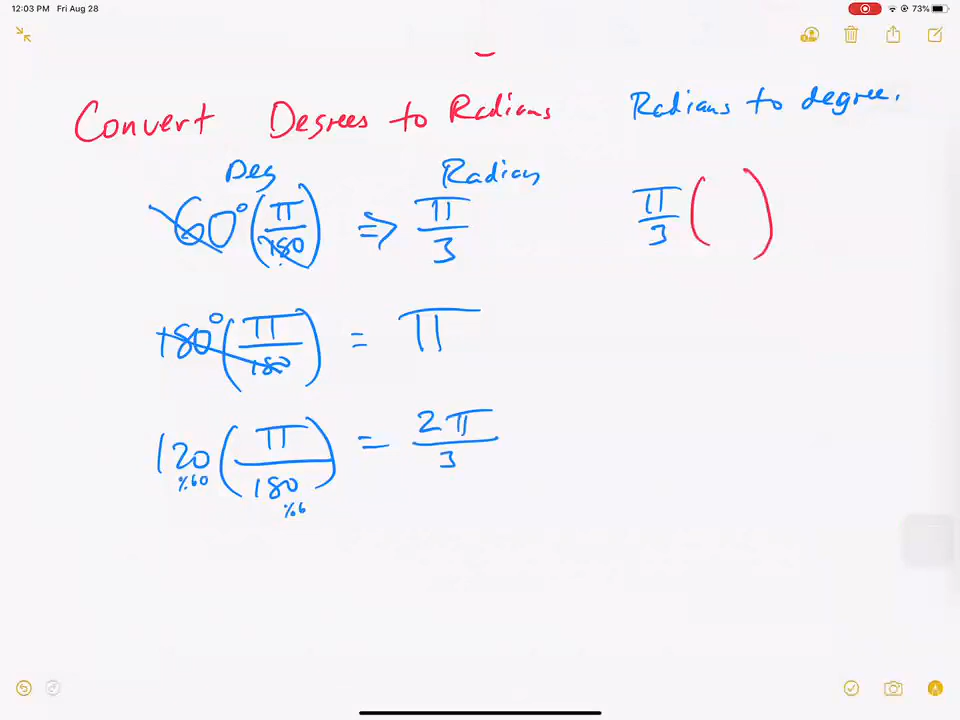 12:03 PM Fri Aug 28 73%
Convert Degrees to Radians
Radians to degree.
Deg Radian
60° (π/180) ⇒ π/3
π/3 ( )
180° (π/180) = π
120 (π/180) = 2π/3
%60 %6